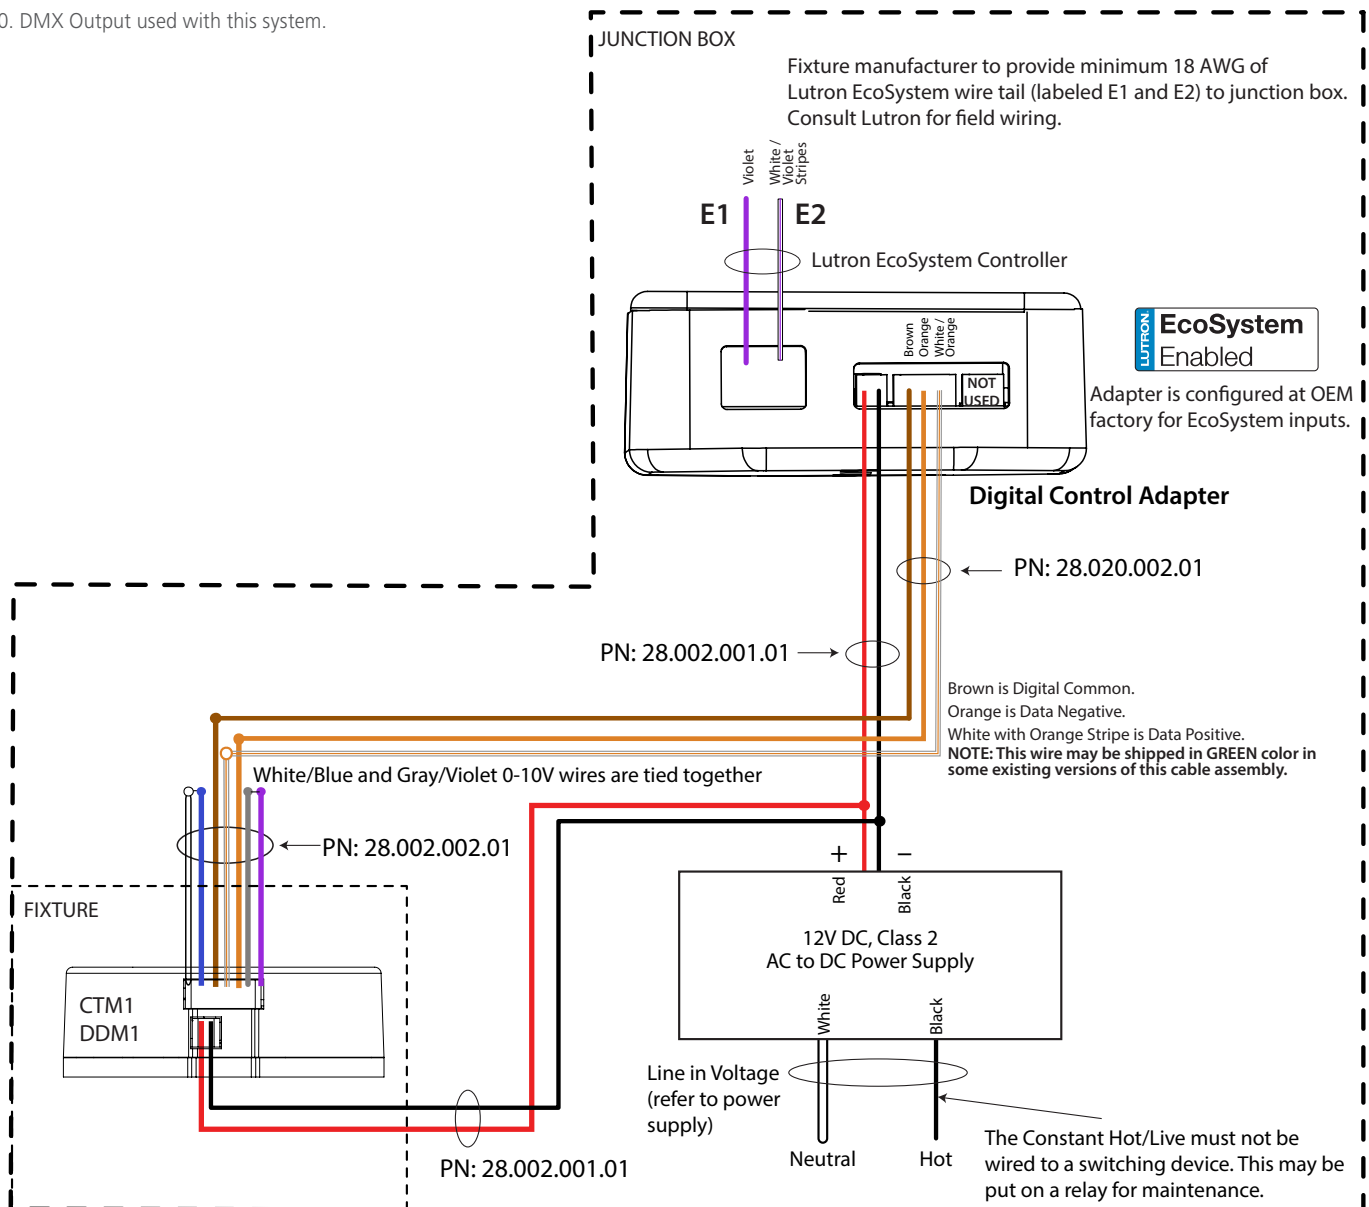 0. DMX Output used with this system.
JUNCTION BOX
Fixture manufacturer to provide minimum 18 AWG of
Lutron EcoSystem wire tail (labeled E1 and E2) to junction box.
Consult Lutron for field wiring.
Violet
White /
Violet
Stripes
E1
E2
Lutron EcoSystem Controller
Brown
Orange
White /
Orange
NOT
USED
LUTRON
EcoSystem
Enabled
Adapter is configured at OEM
factory for EcoSystem inputs.
Digital Control Adapter
PN: 28.020.002.01
PN: 28.002.001.01
Brown is Digital Common.
Orange is Data Negative.
White with Orange Stripe is Data Positive.
NOTE: This wire may be shipped in GREEN color in
some existing versions of this cable assembly.
White/Blue and Gray/Violet 0-10V wires are tied together
PN: 28.002.002.01
+
–
Red
Black
12V DC, Class 2
AC to DC Power Supply
White
Black
FIXTURE
CTM1
DDM1
Line in Voltage
(refer to power
supply)
Neutral
Hot
PN: 28.002.001.01
The Constant Hot/Live must not be
wired to a switching device. This may be
put on a relay for maintenance.